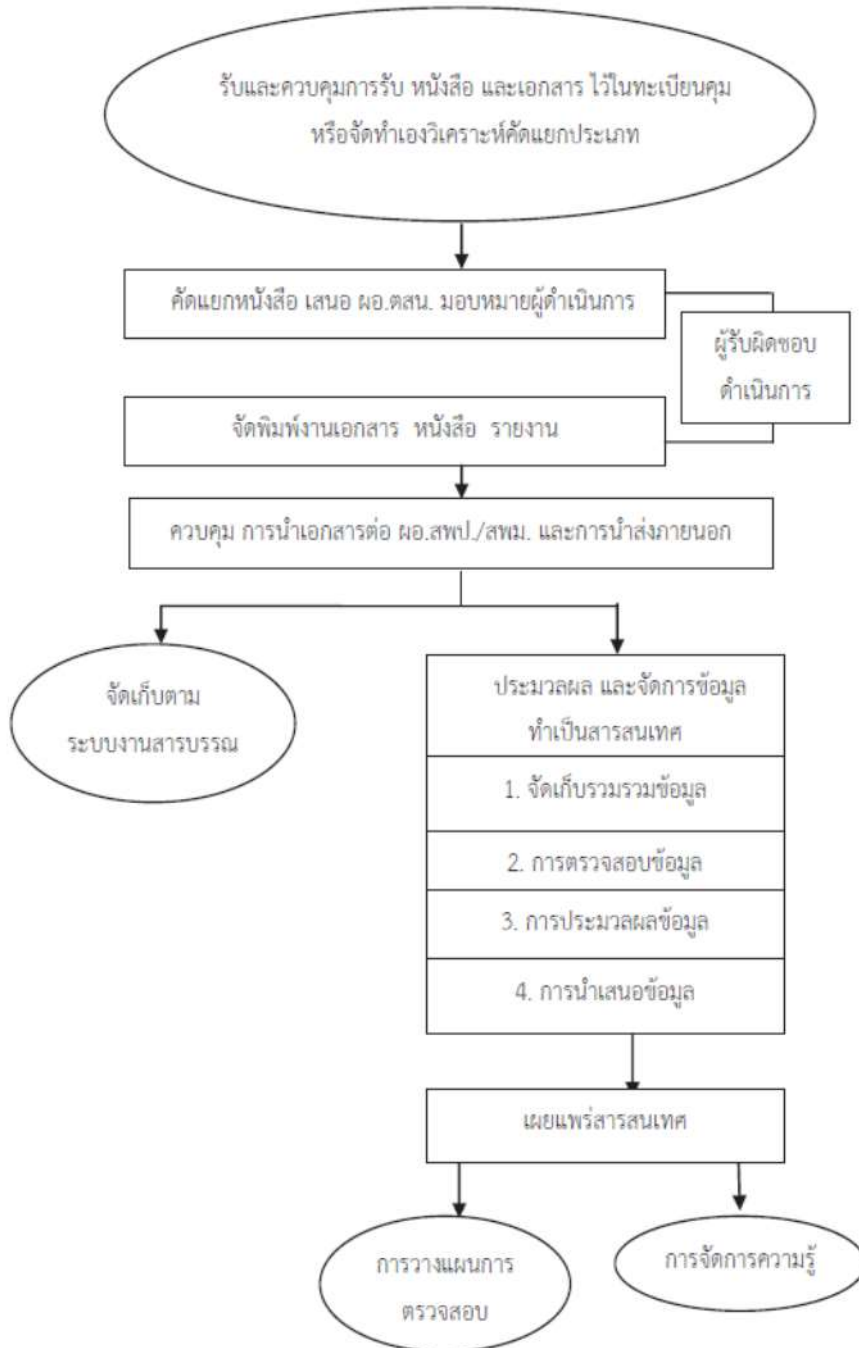 รับและควบคุมการรับ หนังสือ และเอกสาร ไว้ในทะเบียนคุม
หรือจัดทำเองวิเคราะห์คัดแยกประเภท
คัดแยกหนังสือ เสนอ ผอ.ตสน. มอบหมายผู้ดำเนินการ
ผู้รับผิดชอบ
ดำเนินการ
จัดพิมพ์งานเอกสาร หนังสือ รายงาน
ควบคุม การนำเอกสารต่อ ผอ.สพป./สพม. และการนำส่งภายนอก
จัดเก็บตาม
ระบบงานสารบรรณ
ประมวลผล และจัดการข้อมูล
ทำเป็นสารสนเทศ
1. จัดเก็บรวมรวมข้อมูล
2. การตรวจสอบข้อมูล
3. การประมวลผลข้อมูล
4. การนำเสนอข้อมูล
เผยแพร่สารสนเทศ
การวางแผนการ
ตรวจสอบ
การจัดการความรู้